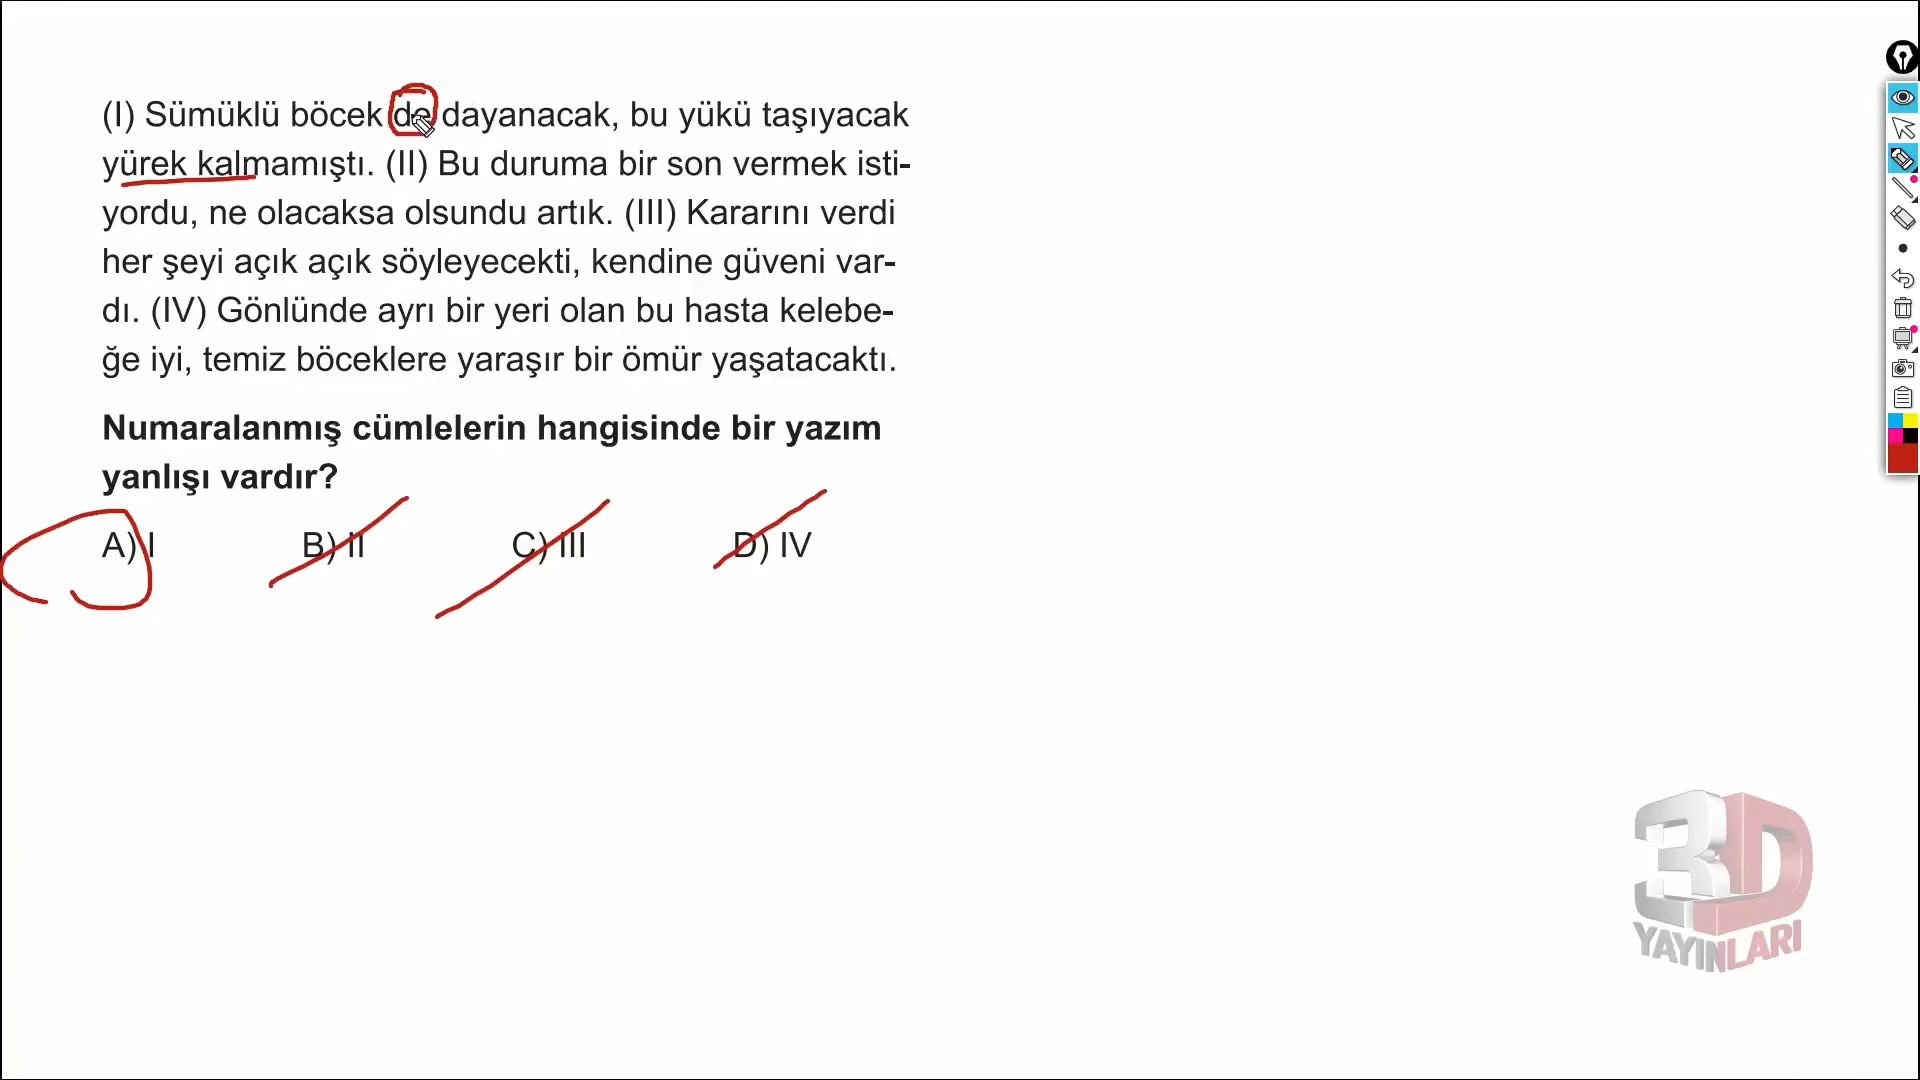 (I) Sümüklü böcek de dayanacak, bu yükü taşıyacak
yürek kalmamıştı. (II) Bu duruma bir son vermek isti-
yordu, ne olacaksa olsundu artık. (III) Kararını verdi
her şeyi açık açık söyleyecekti, kendine güveni var-
dı. (IV) Gönlünde ayrı bir yeri olan bu hasta kelebe-
ğe iyi, temiz böceklere yaraşır bir ömür yaşatacaktı.
Numaralanmış cümlelerin hangisinde bir yazım
yanlışı vardır?
A) I B) II C) III D) IV
3D
YAYINLARI